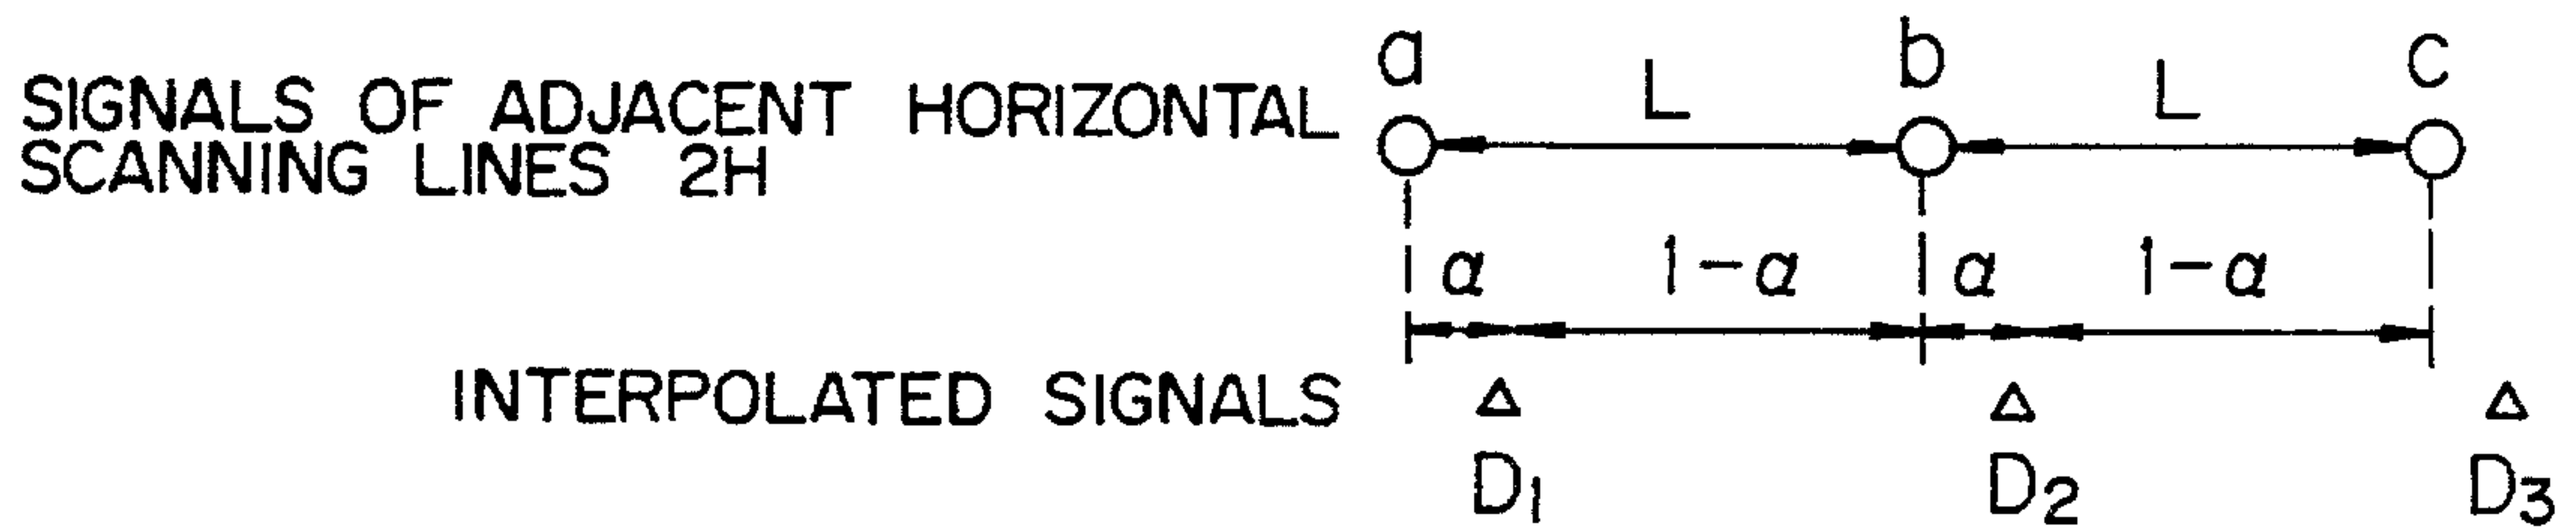 a L b L c
SIGNALS OF ADJACENT HORIZONTAL
SCANNING LINES 2H
α 1-α α 1-α
INTERPOLATED SIGNALS
D1 D2 D3